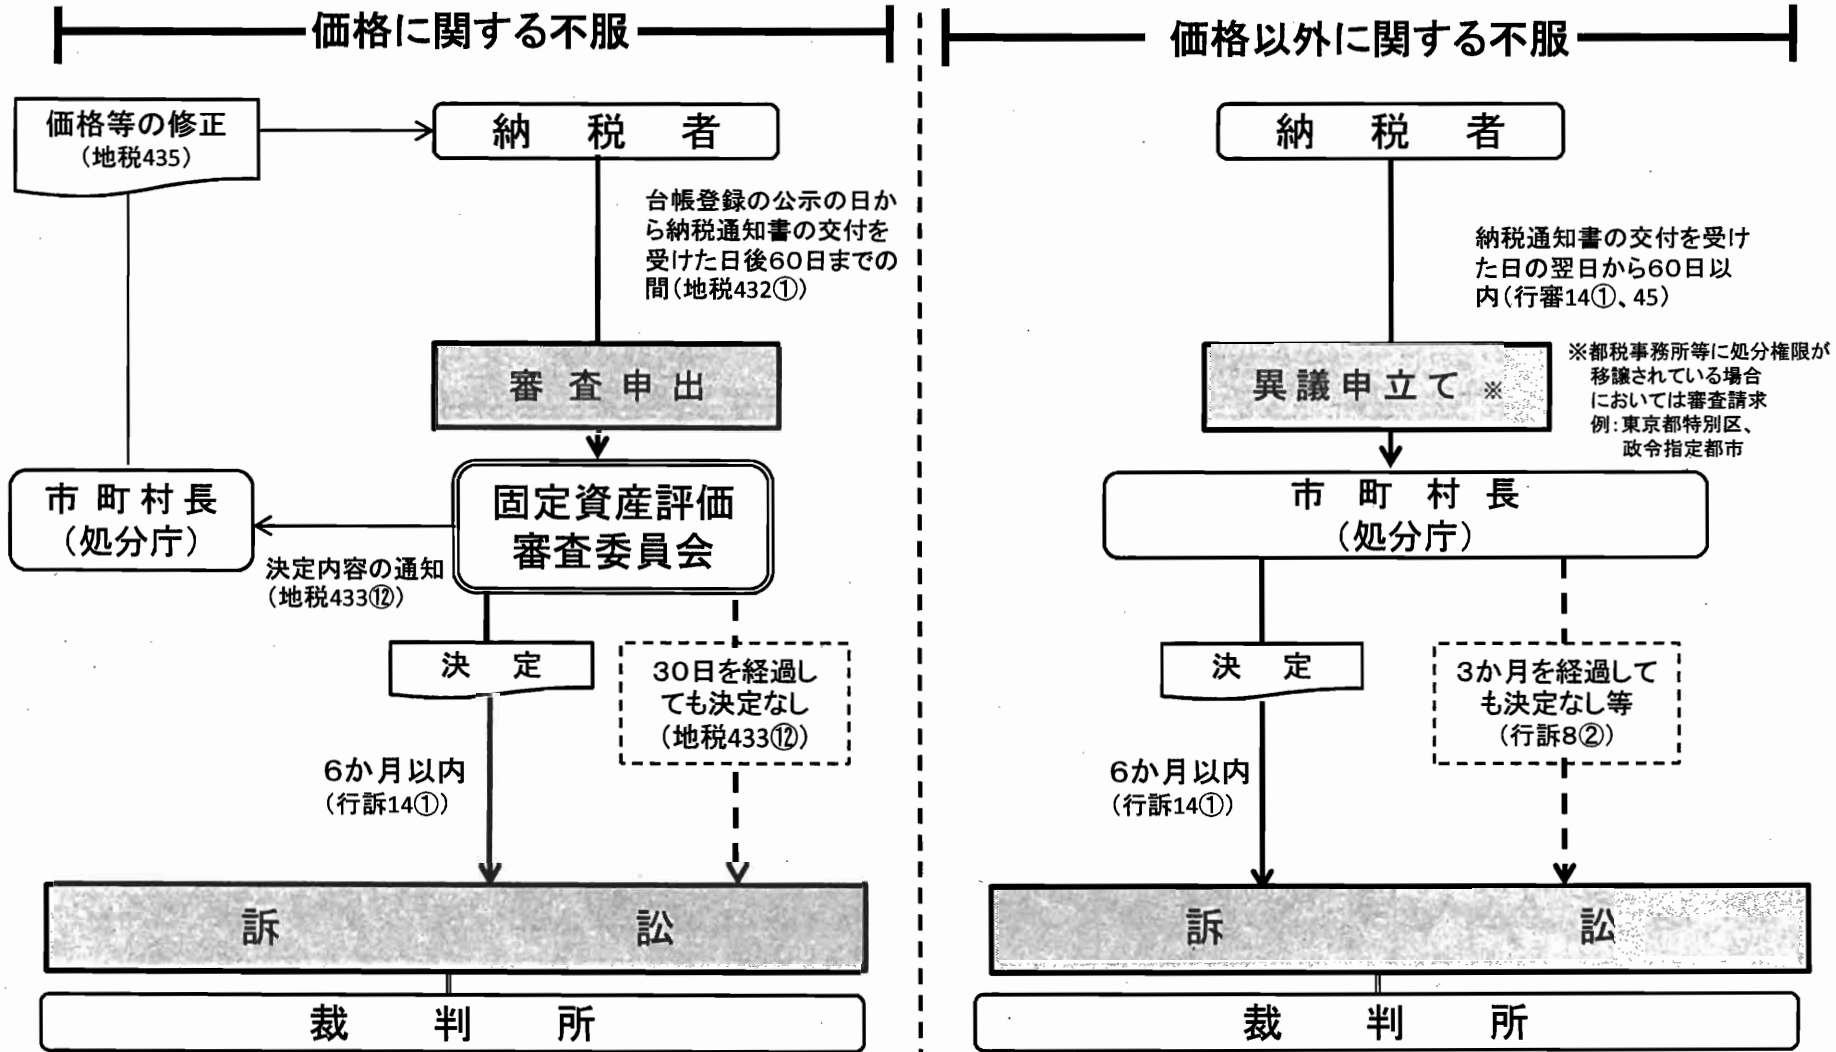 価格に関する不服
価格等の修正
（地税435）
納 税 者
台帳登録の公示の日か
ら納税通知書の交付を
受けた日後60日までの
間（地税432①）
審 査 申 出
市 町 村 長
（処分庁）
固定資産評価
審査委員会
決定内容の通知
（地税433⑫）
決 定
30日を経過し
ても決定なし
（地税433⑫）
6か月以内
（行訴14①）
訴 訟
裁 判 所
価格以外に関する不服
納 税 者
納税通知書の交付を受け
た日の翌日から60日以
内（行審14①、45）
異 議 申 立 て ※
※都税事務所等に処分権限が
移譲されている場合
においては審査請求
例：東京都特別区、
政令指定都市
市 町 村 長
（処分庁）
決 定
3か月を経過して
も決定なし等
（行訴8②）
6か月以内
（行訴14①）
訴 訟
裁 判 所